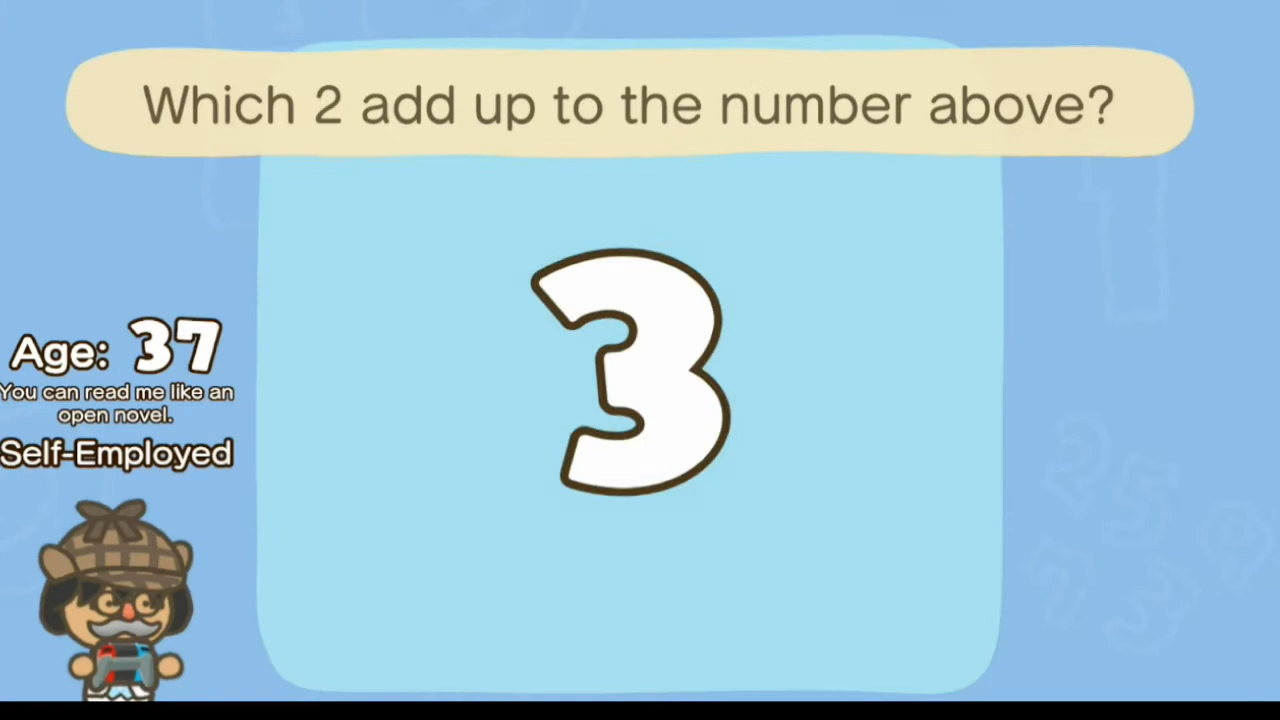 Which 2 add up to the number above?
3
Age: 37
You can read me like an
open novel.
Self-Employed